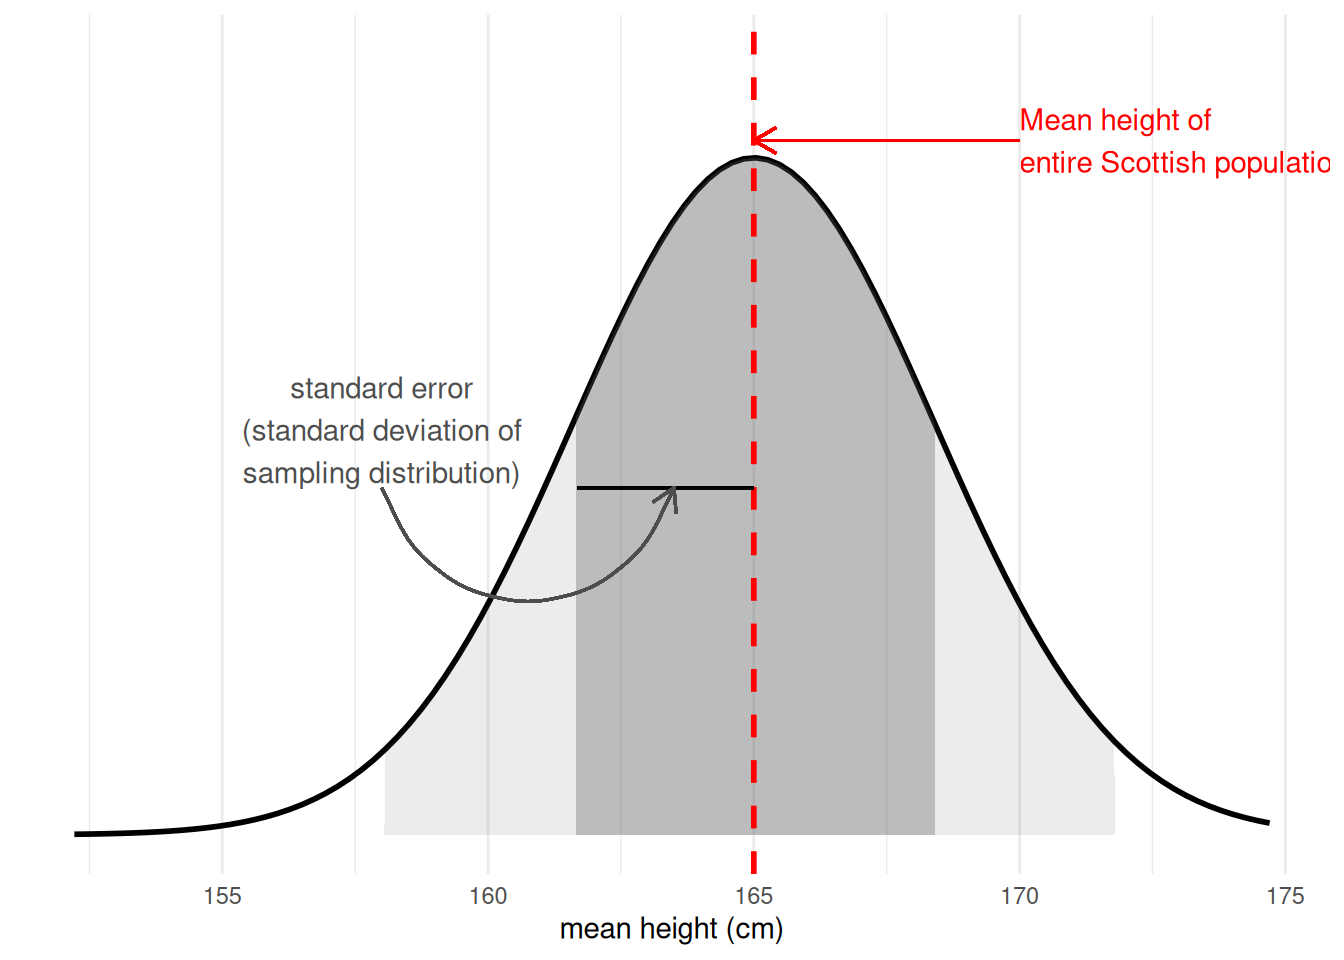 Mean height of
entire Scottish populatio
standard error
(standard deviation of
sampling distribution)
155 160 165 170 175
mean height (cm)